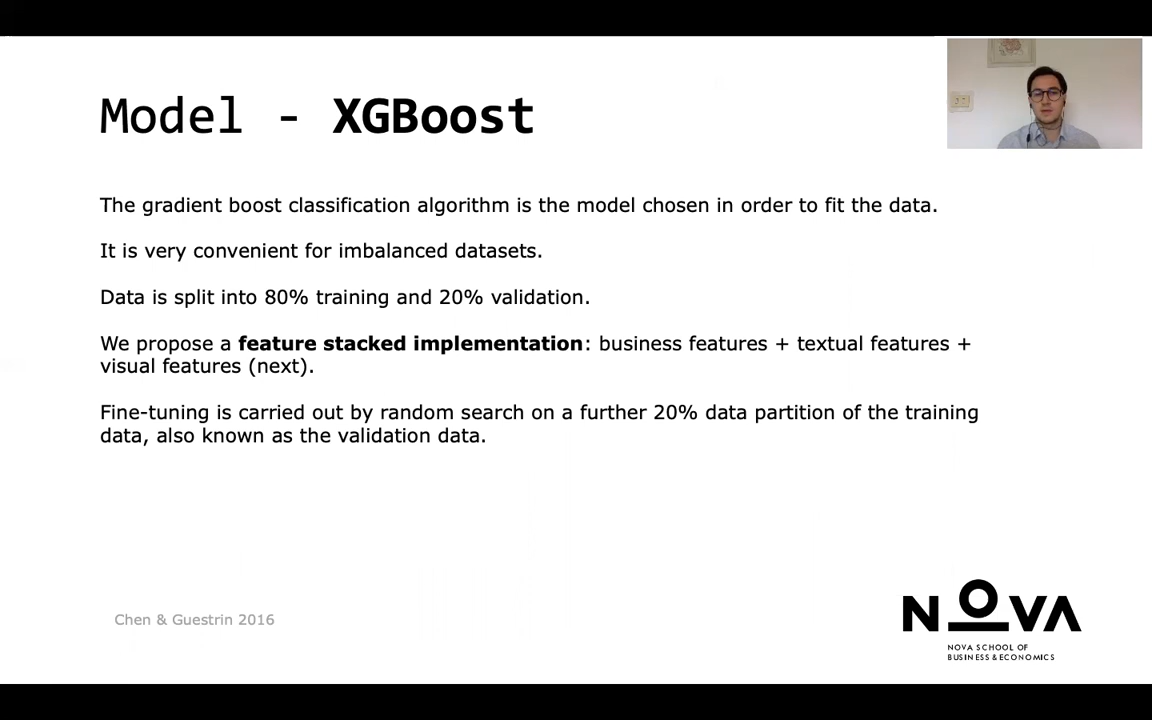 Model - XGBoost
The gradient boost classification algorithm is the model chosen in order to fit the data.
It is very convenient for imbalanced datasets.
Data is split into 80% training and 20% validation.
We propose a feature stacked implementation: business features + textual features +
visual features (next).
Fine-tuning is carried out by random search on a further 20% data partition of the training
data, also known as the validation data.
Chen & Guestrin 2016
NOVA
NOVA SCHOOL OF
BUSINESS & ECONOMICS